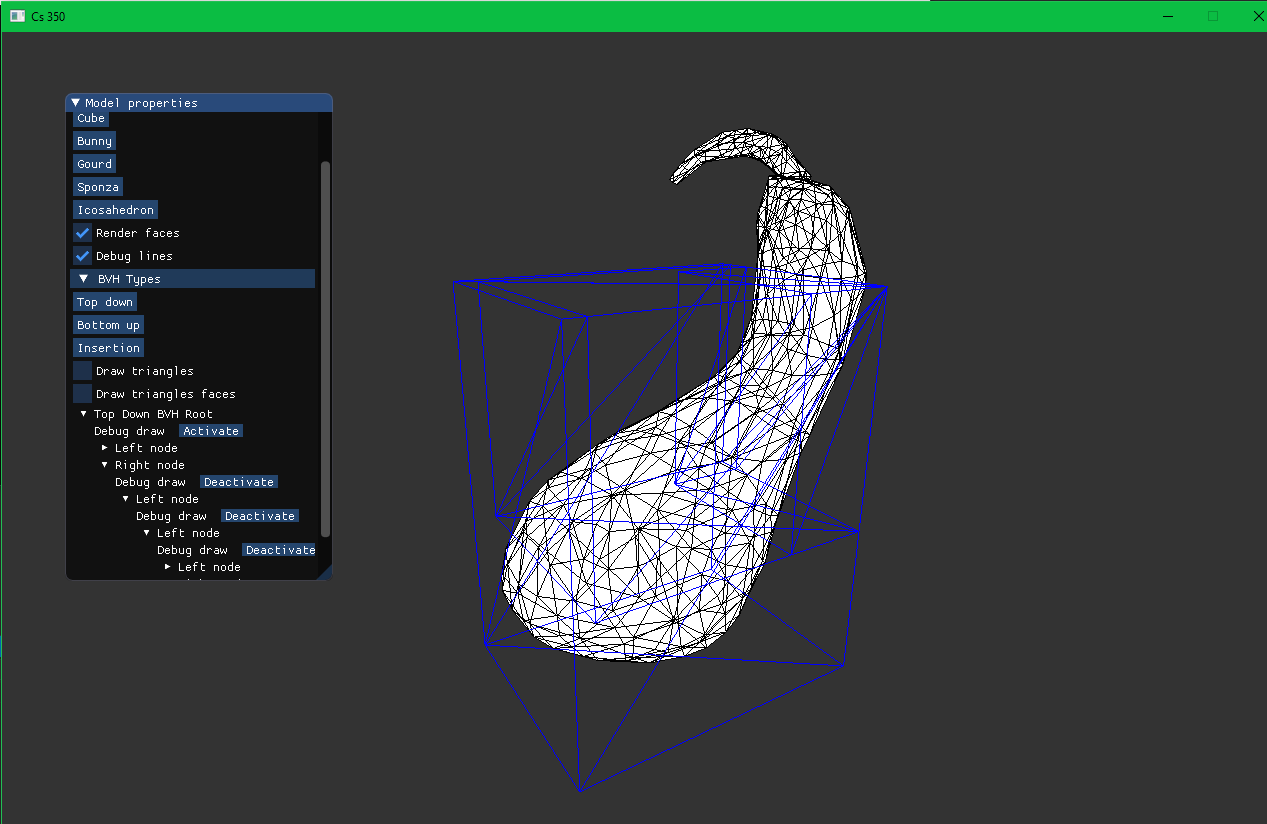 Cs 350
Model properties
Cube
Bunny
Gourd
Sponza
Icosahedron
Render faces
Debug lines
BVH Types
Top down
Bottom up
Insertion
Draw triangles
Draw triangles faces
Top Down BVH Root
Debug draw Activate
Left node
Right node
Debug draw Deactivate
Left node
Debug draw Deactivate
Left node
Debug draw Deactivate
Left node